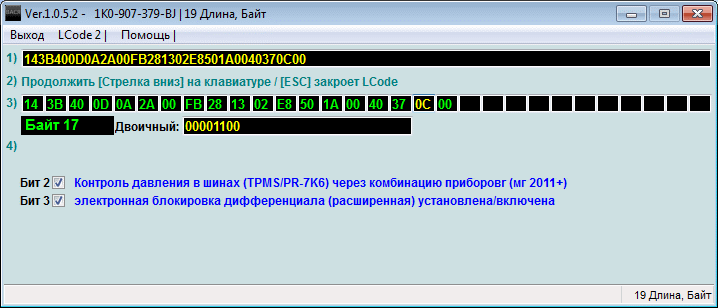 Ver.1.0.5.2 - 1K0-907-379-BJ | 19 Длина, Байт
Выход LCode 2 | Помощь |
1) 143B400D0A2A00FB281302E8501A0040370C00
2) Продолжить [Стрелка вниз] на клавиатуре / [ESC] закроет LCode
3) 14 3B 40 0D 0A 2A 00 FB 28 13 02 E8 50 1A 00 40 37 0C 00
Байт 17 Двоичный: 00001100
4)
Бит 2 Контроль давления в шинах (TPMS/PR-7K6) через комбинацию приборовг (мг 2011+)
Бит 3 электронная блокировка дифференциала (расширенная) установлена/включена
19 Длина, Байт